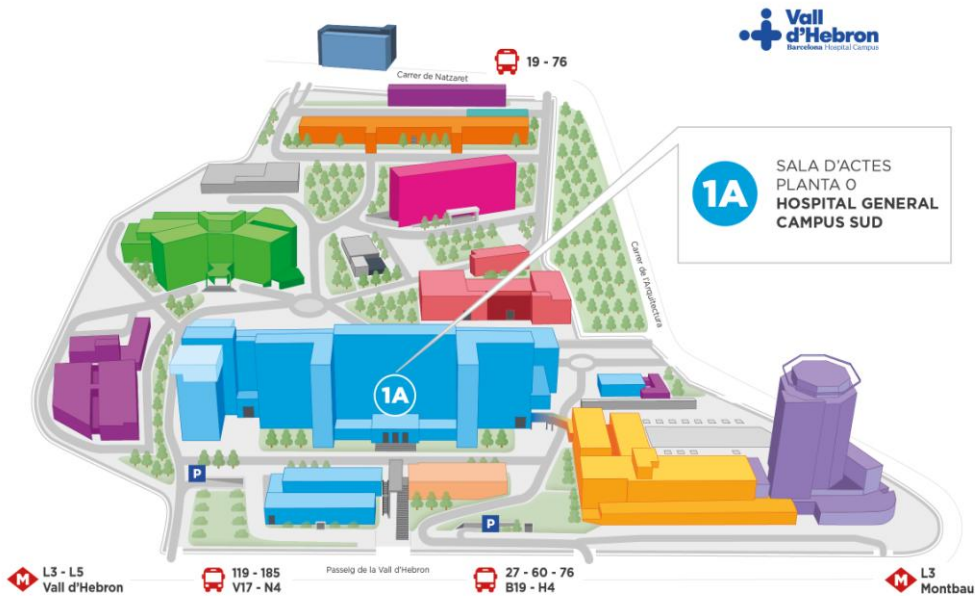 Vall
d'Hebron
Barcelona Hospital Campus
19 - 76
Carrer de Natzaret
1A
SALA D'ACTES
PLANTA 0
HOSPITAL GENERAL
CAMPUS SUD
Carrer de l'Arquitectura
1A
P
P
M
L3 - L5
Vall d'Hebron
119 - 185
V17 - N4
Passeig de la Vall d'Hebron
27 - 60 - 76
B19 - H4
M
L3
Montbau